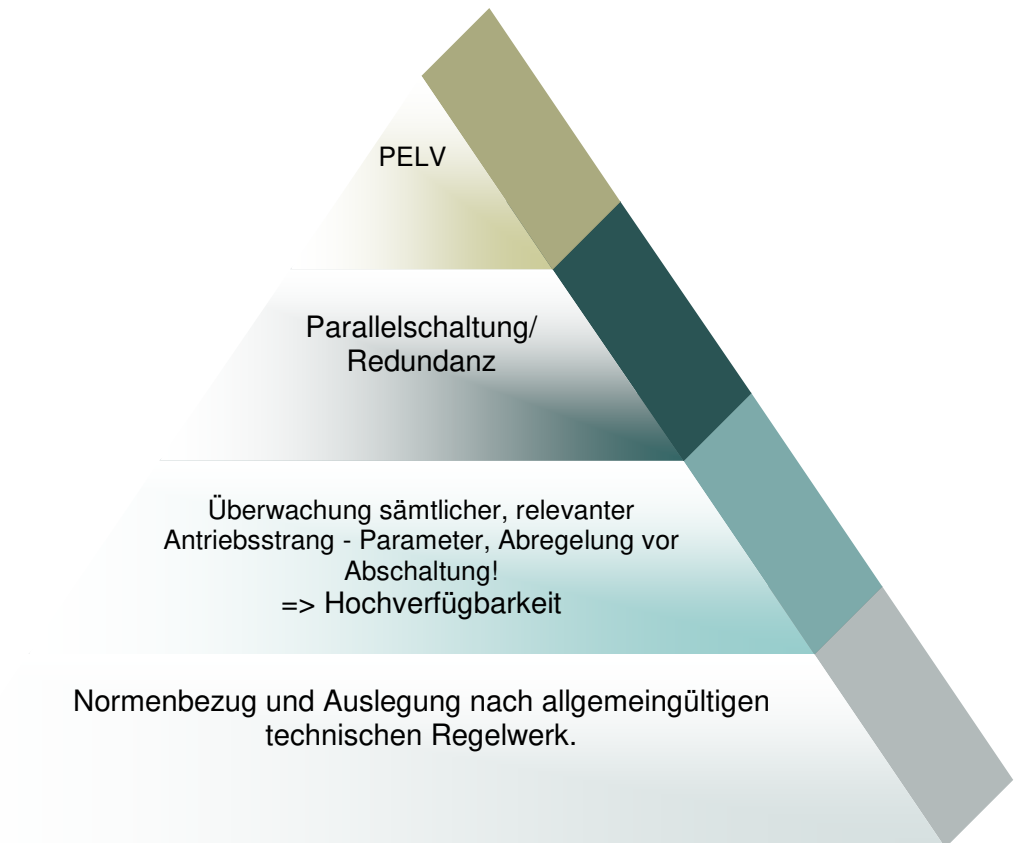 PELV
Parallelschaltung/
Redundanz
Überwachung sämtlicher, relevanter
Antriebsstrang - Parameter, Abregelung vor
Abschaltung!
=> Hochverfügbarkeit
Normenbezug und Auslegung nach allgemeingültigen
technischen Regelwerk.